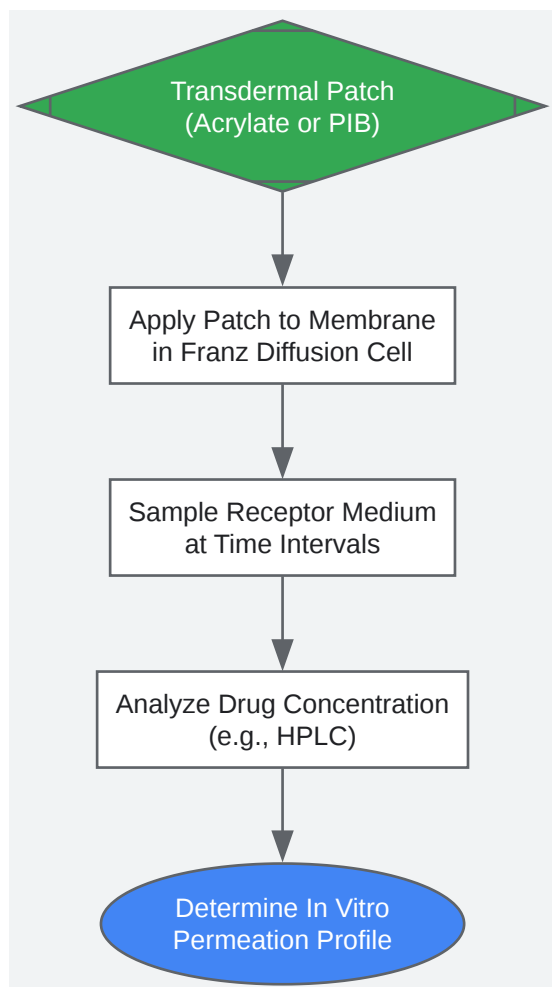 Transdermal Patch
(Acrylate or PIB)
Apply Patch to Membrane
in Franz Diffusion Cell
Sample Receptor Medium
at Time Intervals
Analyze Drug Concentration
(e.g., HPLC)
Determine In Vitro
Permeation Profile